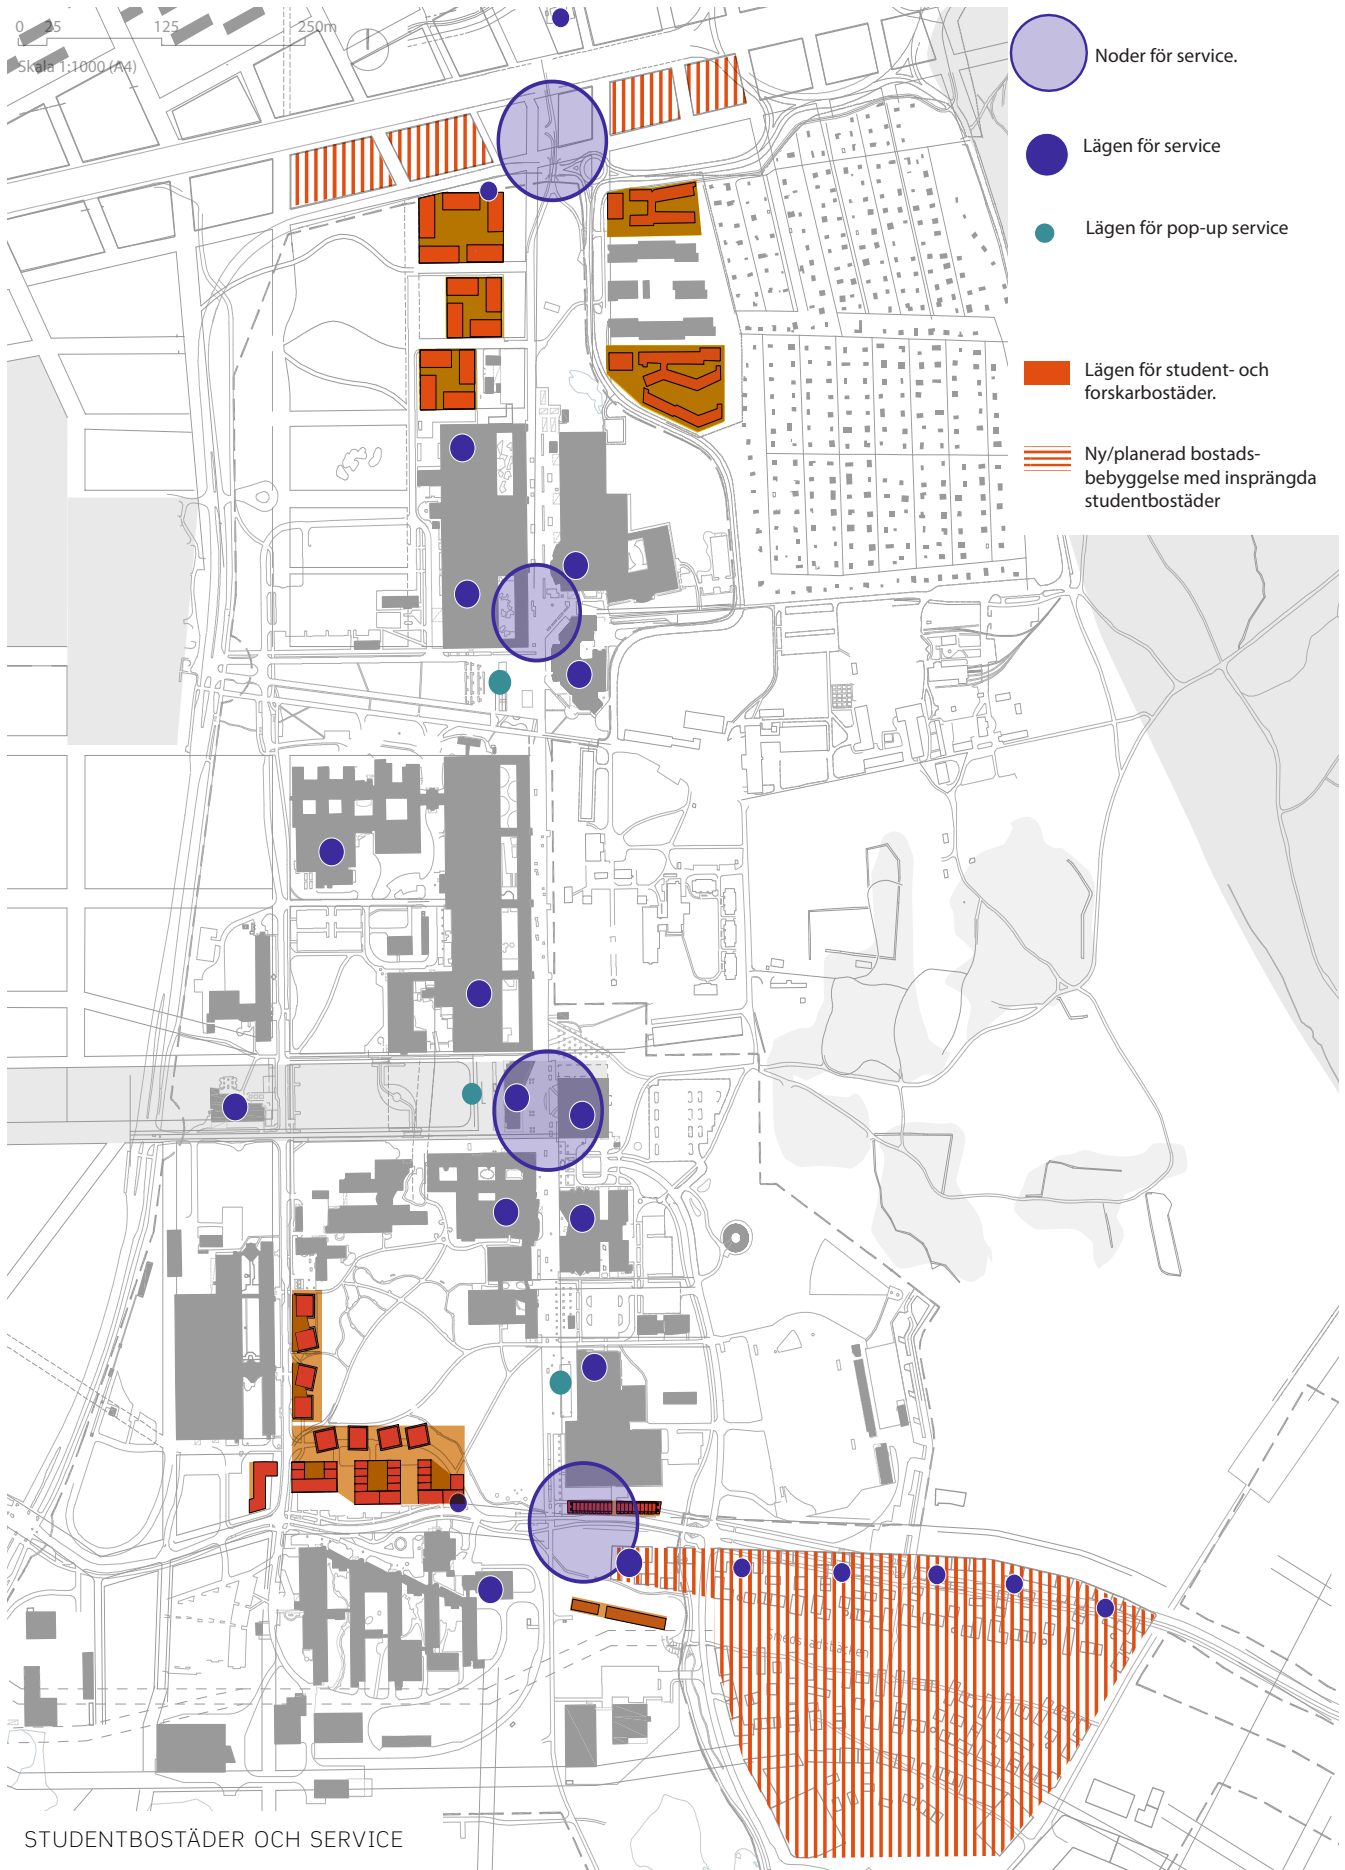 0 25 125 250m
Skala 1:1000 (A4)
Noder för service.
Lägen för service
Lägen för pop-up service
Lägen för student- och
forskarbostäder.
Ny/planerad bostads-
bebyggelse med insprängda
studentbostäder
STUDENTBOSTÄDER OCH SERVICE